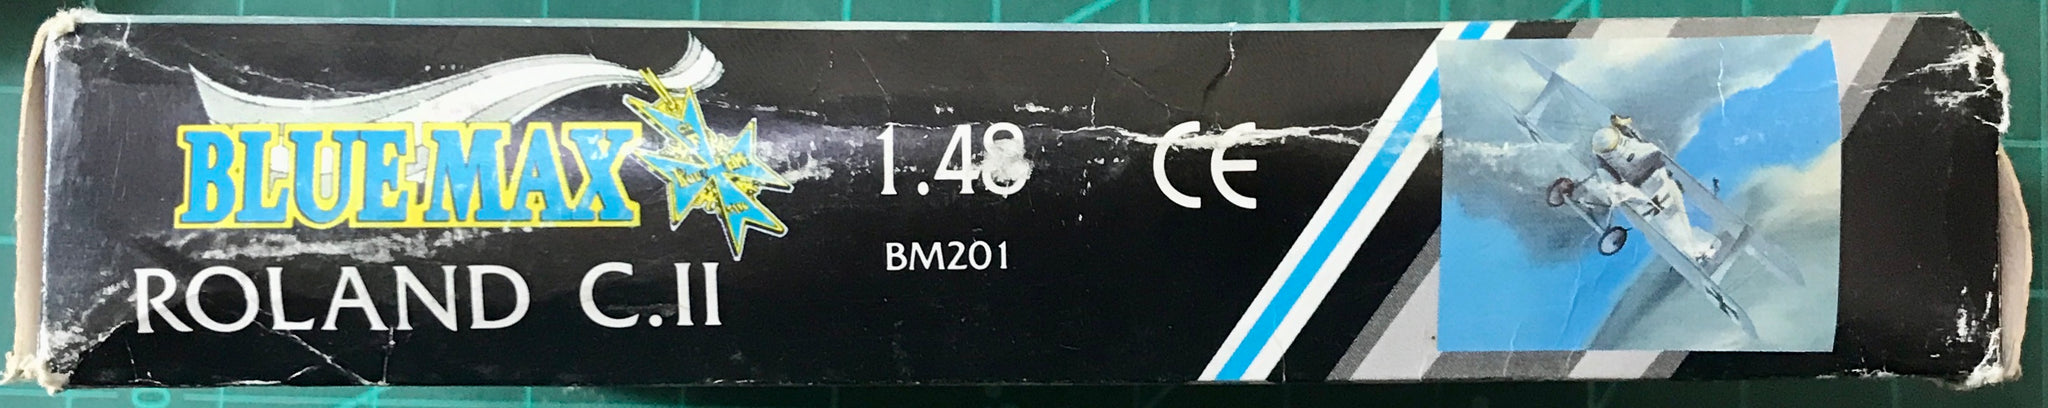 BLUE MAX
ROLAND C.II
1.48
BM201
CE